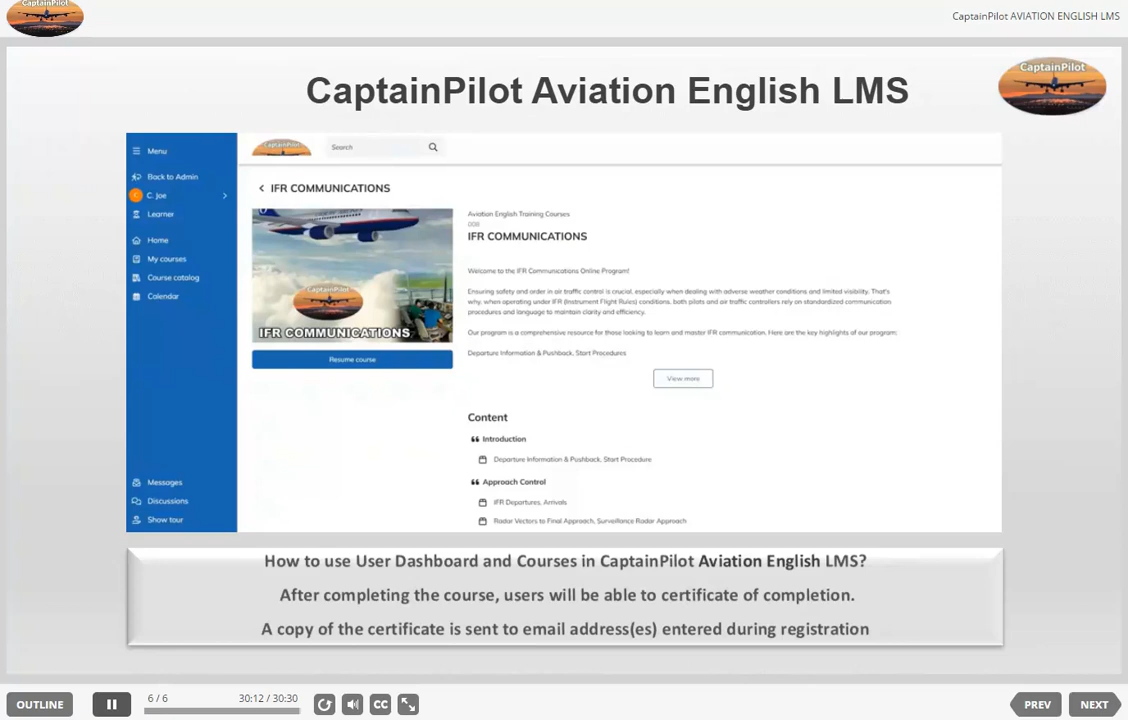 CaptainPilot
CaptainPilot AVIATION ENGLISH LMS
CaptainPilot Aviation English LMS
CaptainPilot
Menu
Search
Back to Admin
C. Joe
Learner
Home
My courses
Course catalog
Calendar
Messages
Discussions
Show tour
IFR COMMUNICATIONS
CaptainPilot
IFR COMMUNICATIONS
Resume course
Aviation English Training Courses
008
IFR COMMUNICATIONS
Welcome to the IFR Communications Online Program!
Ensuring safety and order in air traffic control is crucial, especially when dealing with adverse weather conditions and limited visibility. That's
why, when operating under IFR (Instrument Flight Rules) conditions, both pilots and air traffic controllers rely on standardized communication
procedures and language to maintain clarity and efficiency.
Our program is a comprehensive resource for those looking to learn and master IFR communication. Here are the key highlights of our program:
Departure Information & Pushback, Start Procedures
View more
Content
Introduction
Departure Information & Pushback, Start Procedure
Approach Control
IFR Departures, Arrivals
Radar Vectors to Final Approach, Surveillance Radar Approach
How to use User Dashboard and Courses in CaptainPilot Aviation English LMS?
After completing the course, users will be able to certificate of completion.
A copy of the certificate is sent to email address(es) entered during registration
OUTLINE
6 / 6
30:12 / 30:30
CC
PREV
NEXT